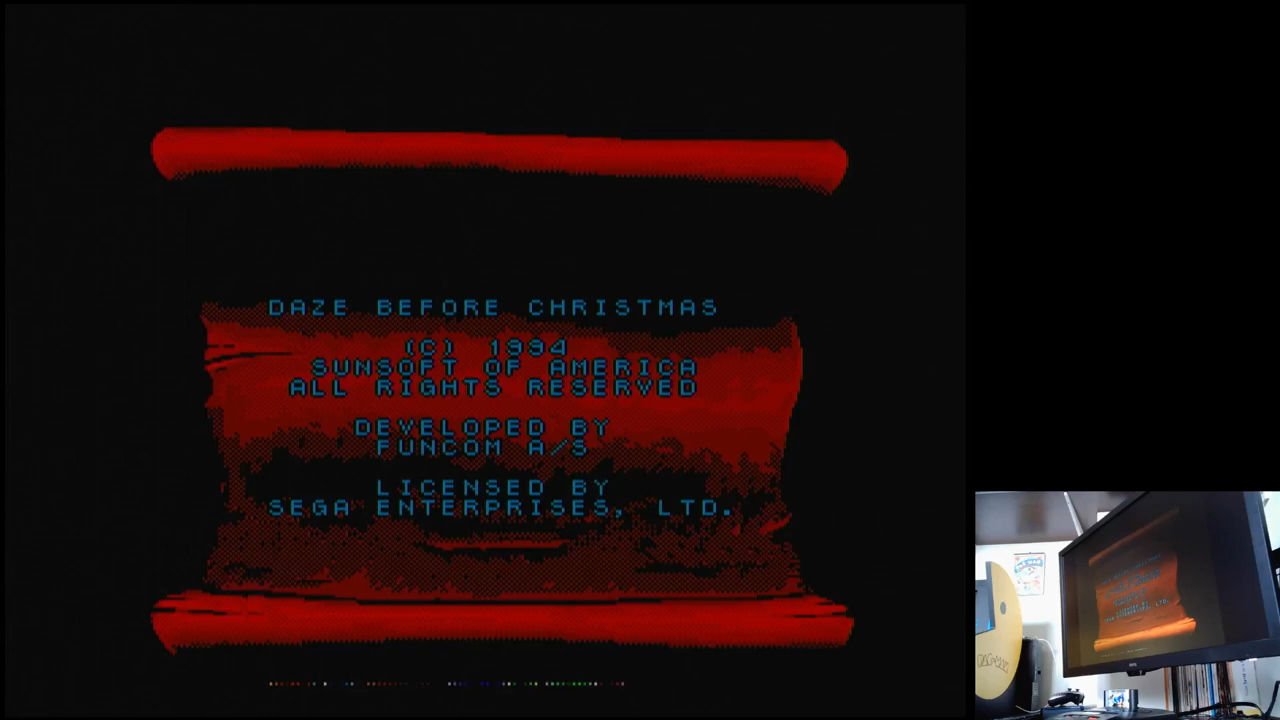 DAZE BEFORE CHRISTMAS
(C) 1994
SUNSOFT OF AMERICA
ALL RIGHTS RESERVED
DEVELOPED BY
FUNCOM A/S
LICENSED BY
SEGA ENTERPRISES, LTD.